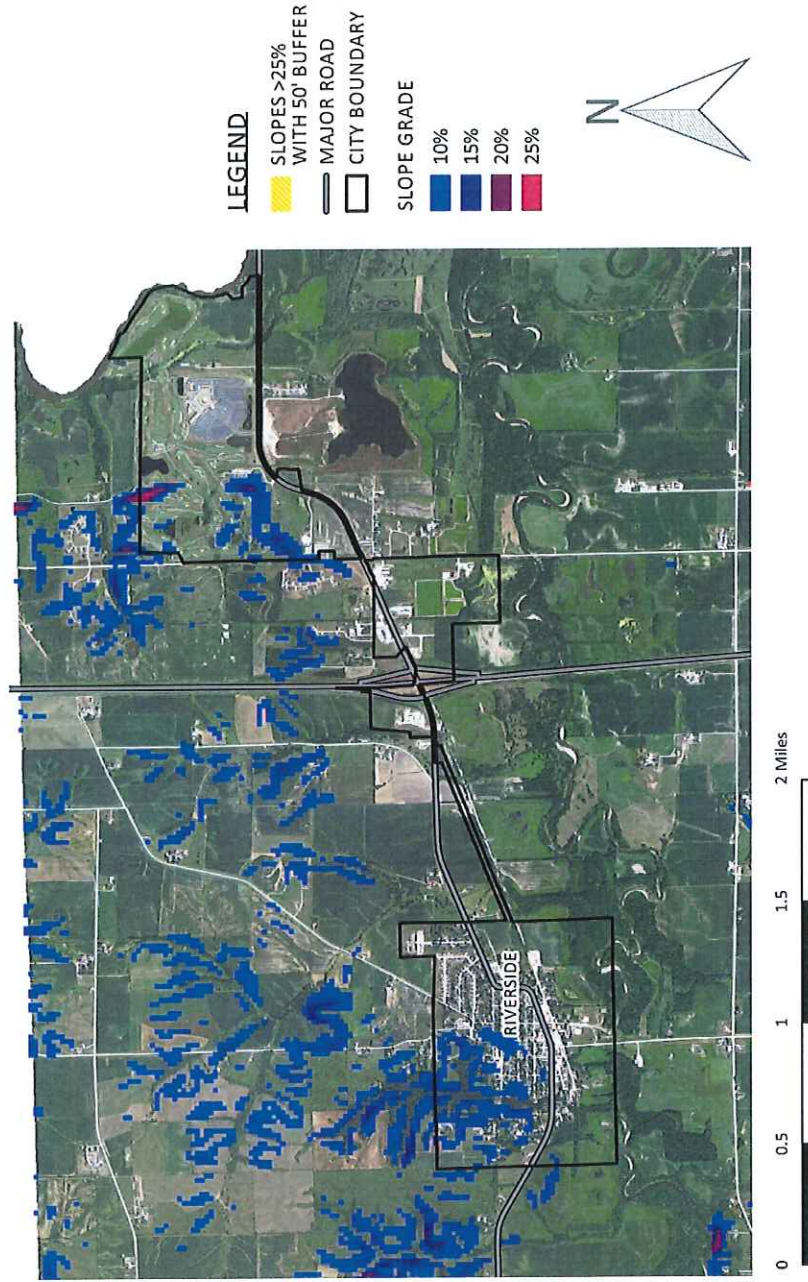 LEGEND
SLOPES >25%
WITH 50' BUFFER
MAJOR ROAD
CITY BOUNDARY
SLOPE GRADE
10%
15%
20%
25%
N
RIVERSIDE
0
0.5
1
1.5
2 Miles